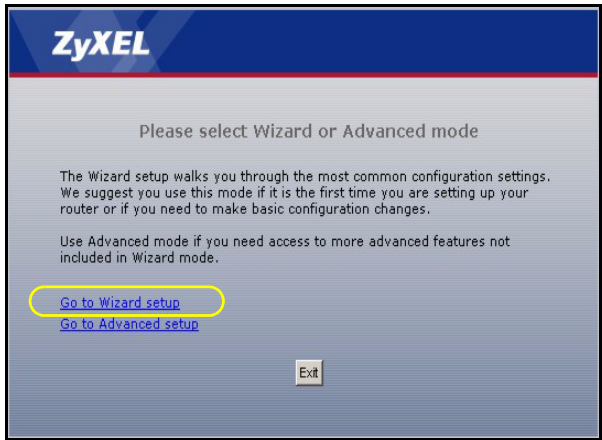 ZyXEL
Please select Wizard or Advanced mode
The Wizard setup walks you through the most common configuration settings.
We suggest you use this mode if it is the first time you are setting up your
router or if you need to make basic configuration changes.
Use Advanced mode if you need access to more advanced features not
included in Wizard mode.
Go to Wizard setup
Go to Advanced setup
Exit